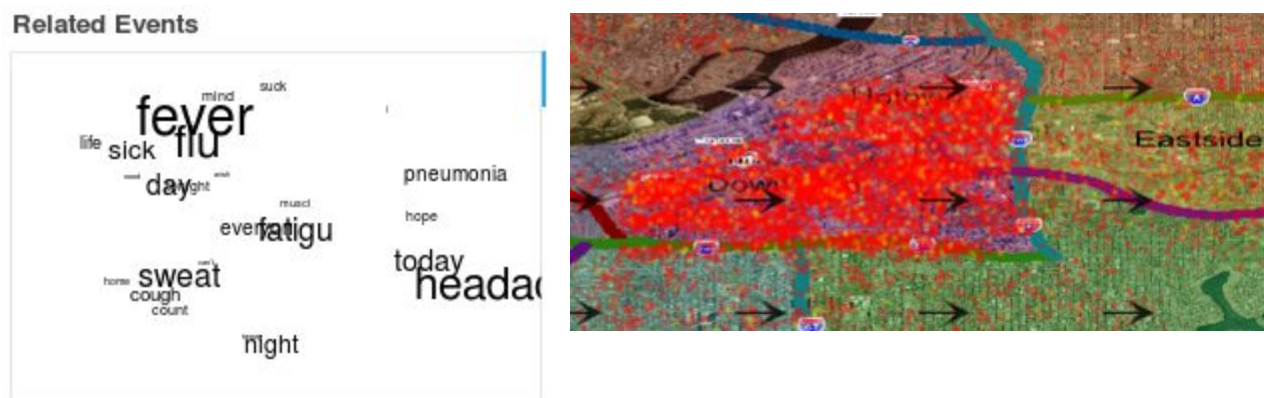 Related Events
suck
mind
fever
life
flu
sick
day
pneumonia
muscl
hope
fatigu
today
sweat
headac
home
cough
count
night
Eastside